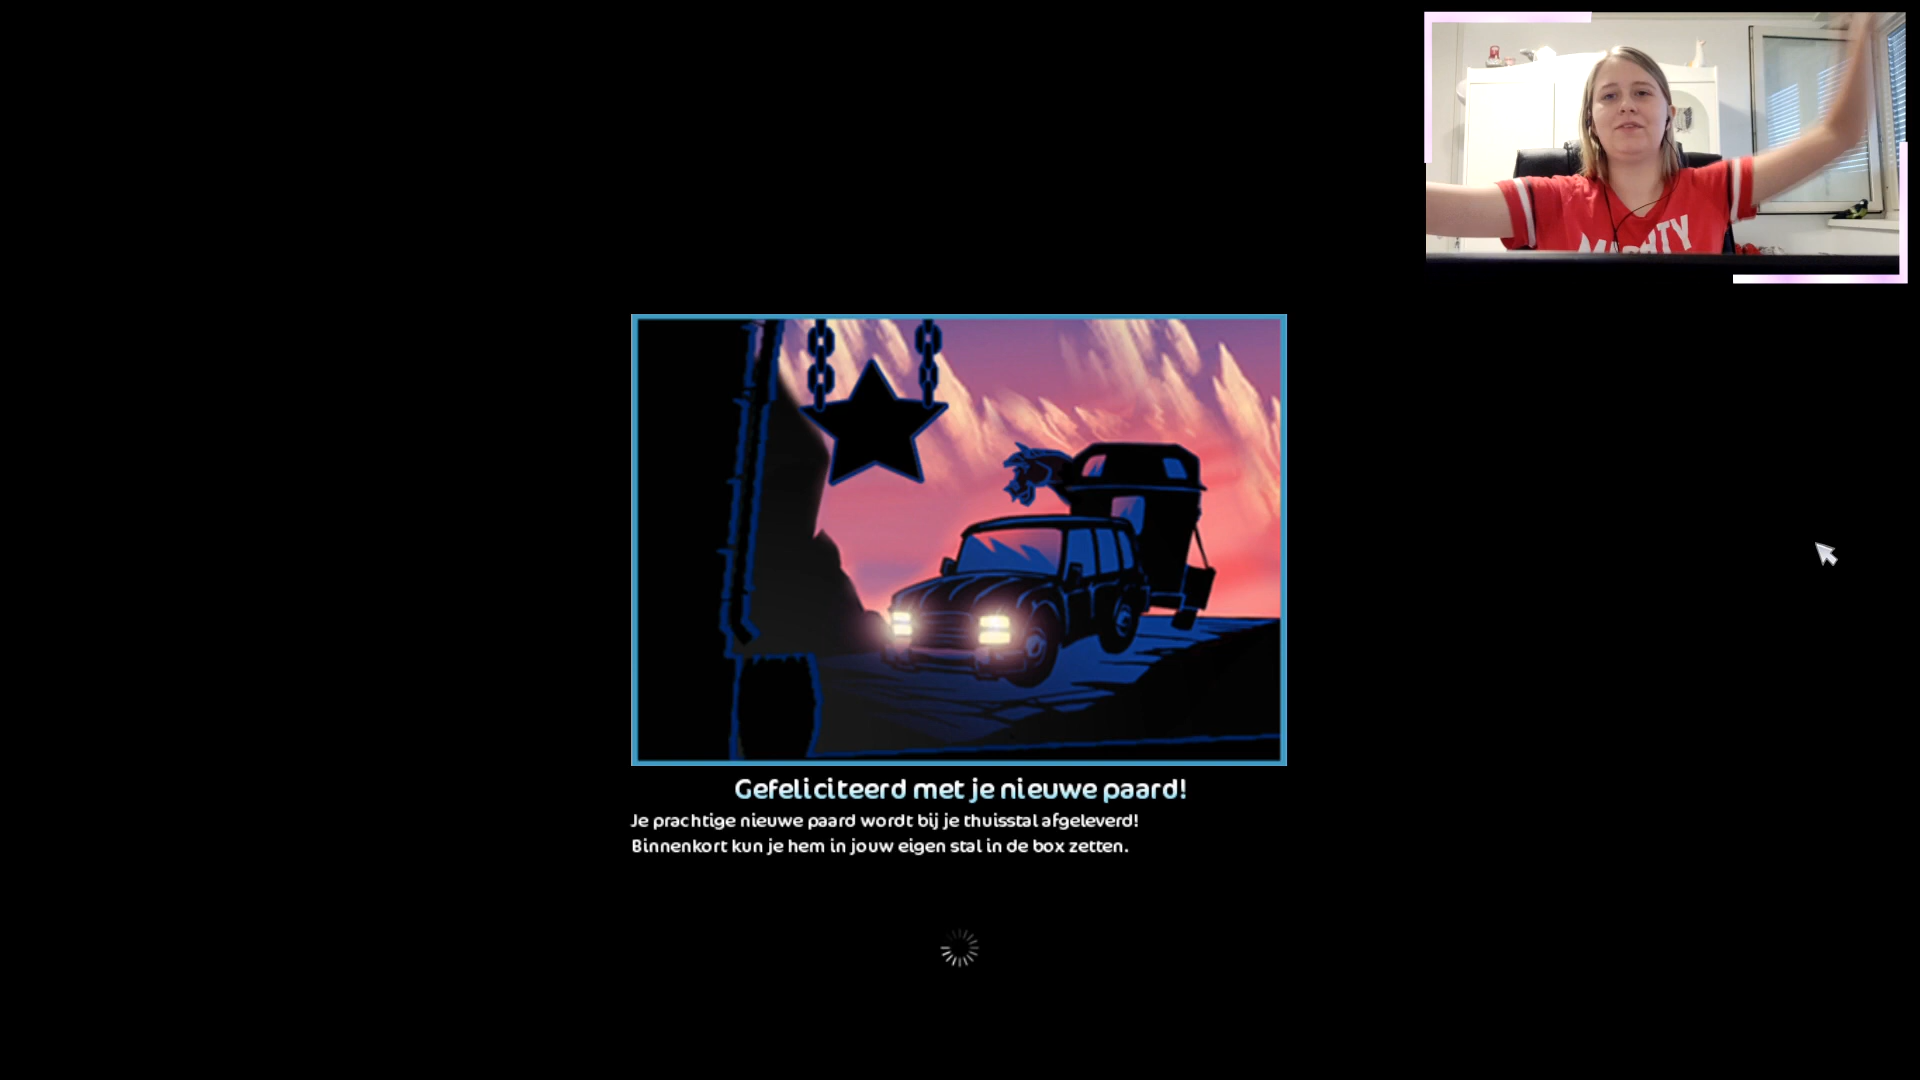 MIGHTY
Gefeliciteerd met je nieuwe paard!
Je prachtige nieuwe paard wordt bij je thuisstal afgeleverd!
Binnenkort kun je hem in jouw eigen stal in de box zetten.